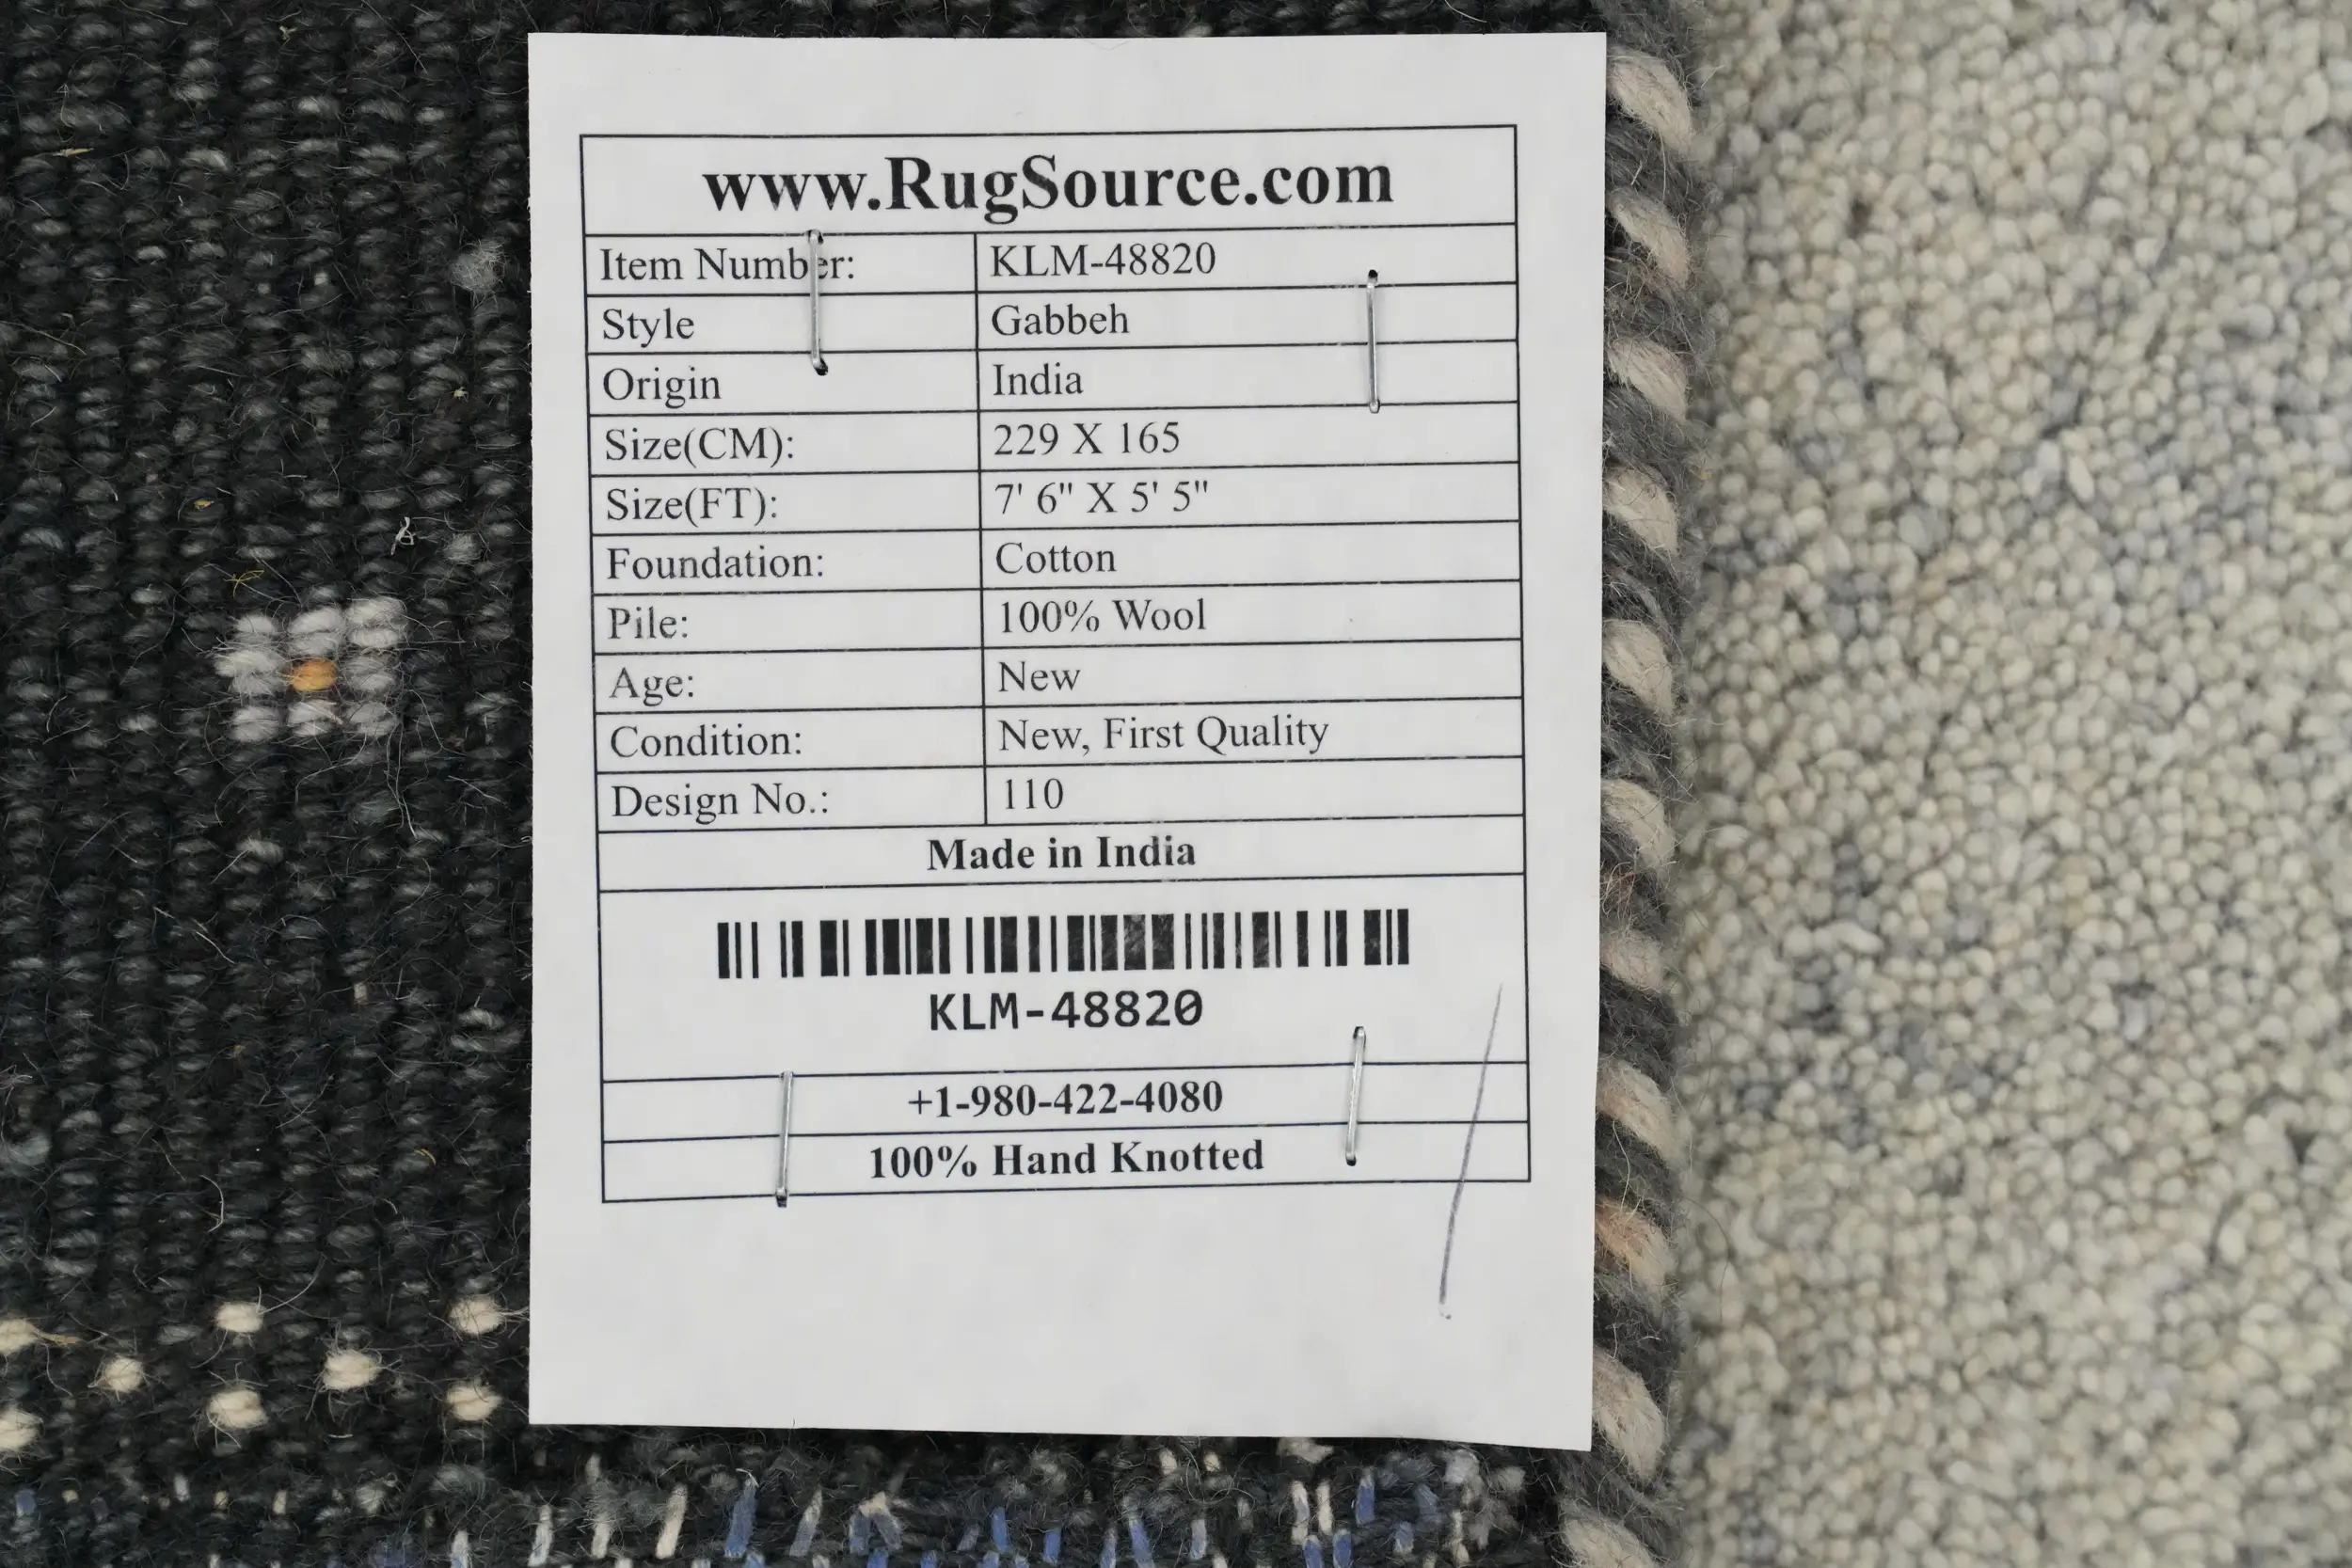 www.RugSource.com
Item Number: KLM-48820
Style Gabbeh
Origin India
Size(CM): 229 X 165
Size(FT): 7' 6" X 5' 5"
Foundation: Cotton
Pile: 100% Wool
Age: New
Condition: New, First Quality
Design No.: 110
Made in India
KLM-48820
+1-980-422-4080
100% Hand Knotted